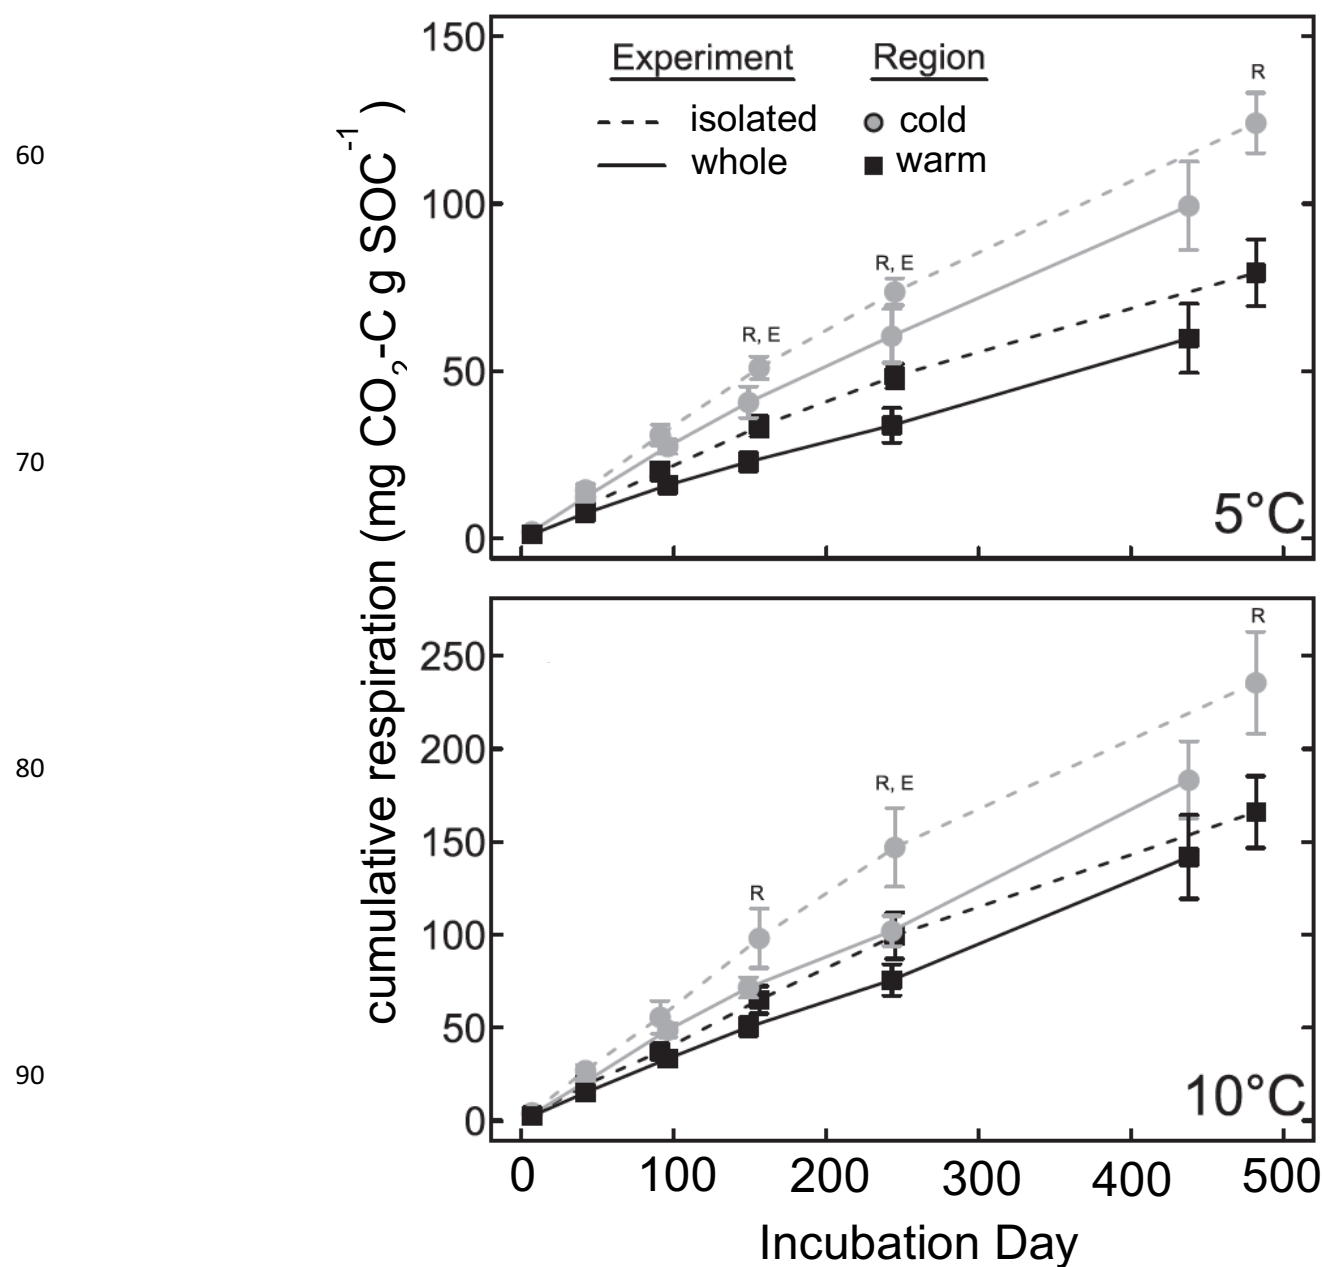 150
Experiment Region
R
isolated cold
60
whole warm
100
R, E
R, E
50
70
5°C
0
cumulative respiration (mg CO2-C g SOC-1 )
R
250
80
200
R, E
150
R
100
50
90
10°C
0
0 100 200 300 400 500
Incubation Day